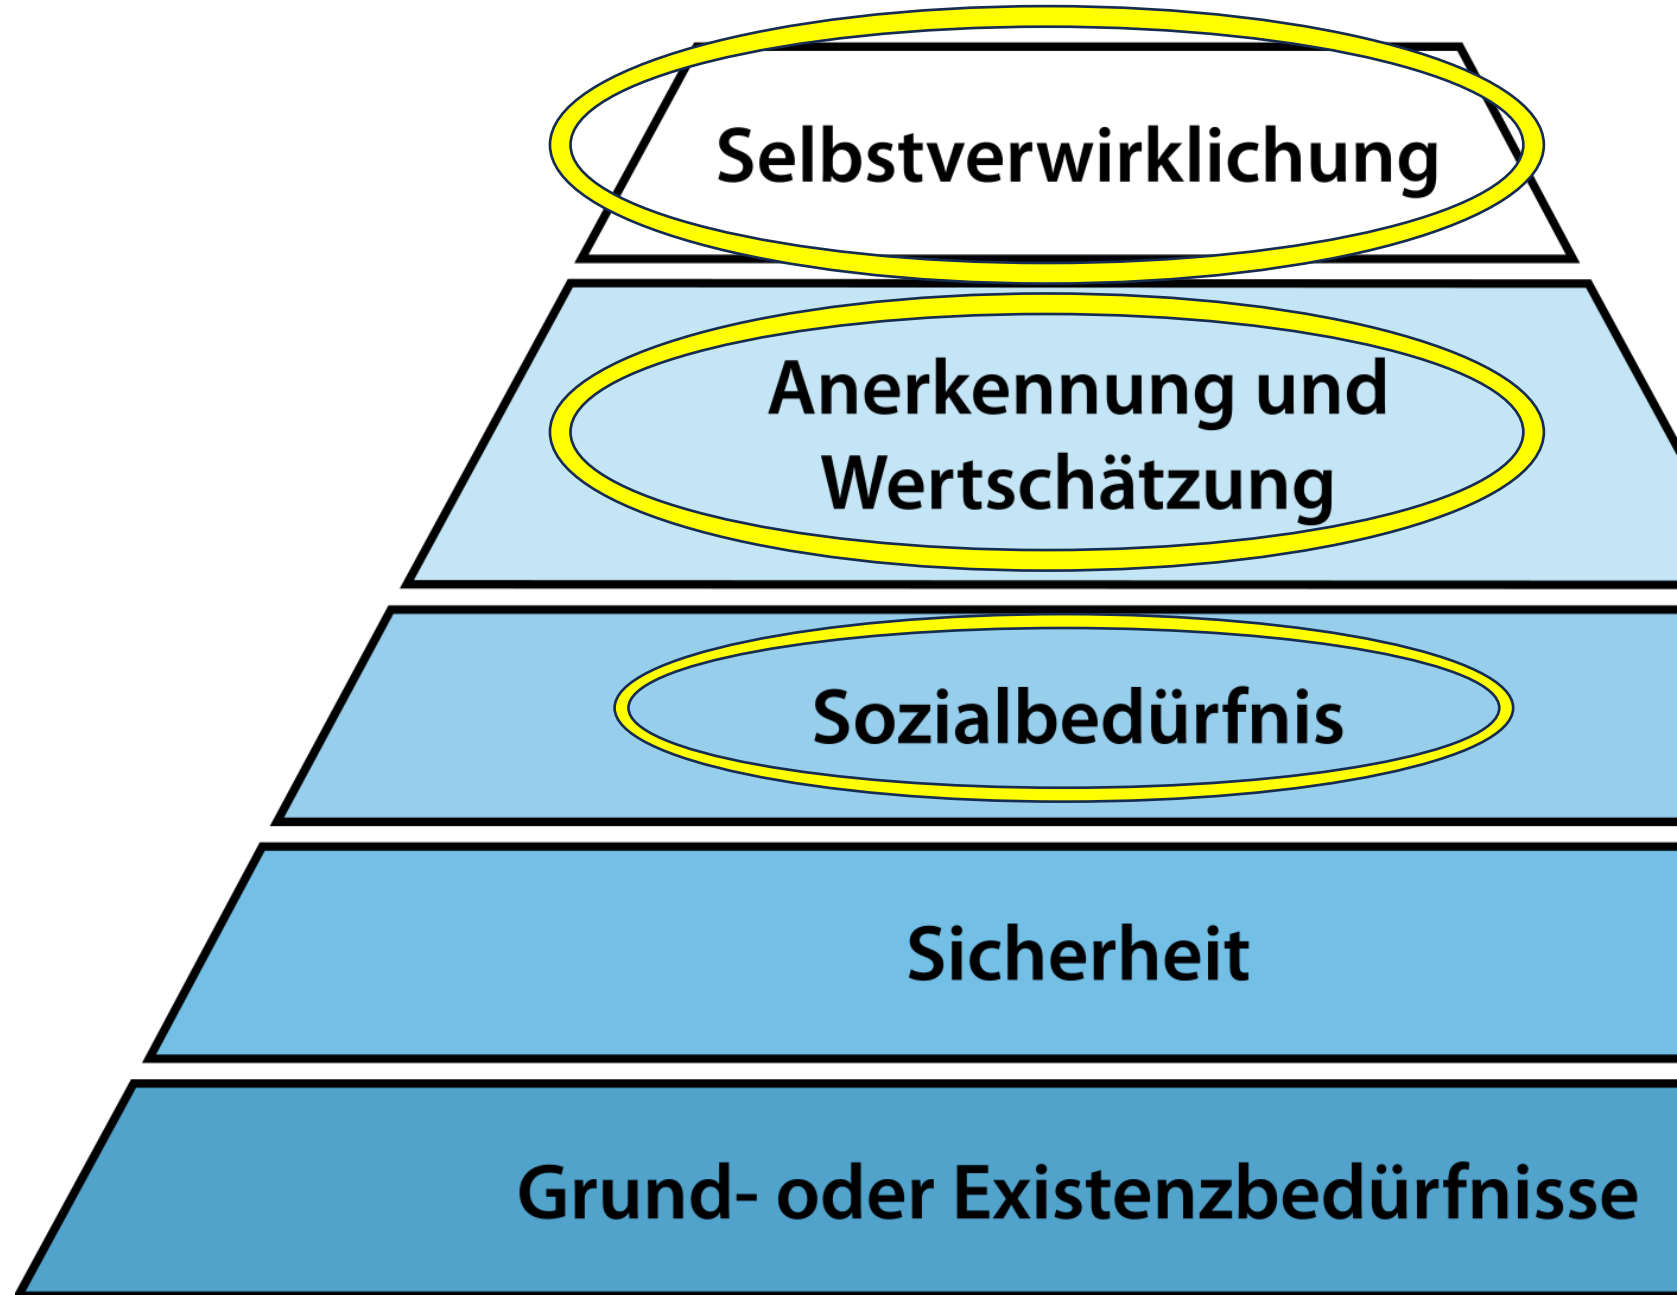 Selbstverwirklichung
Anerkennung und
Wertschätzung
Sozialbedürfnis
Sicherheit
Grund- oder Existenzbedürfnisse